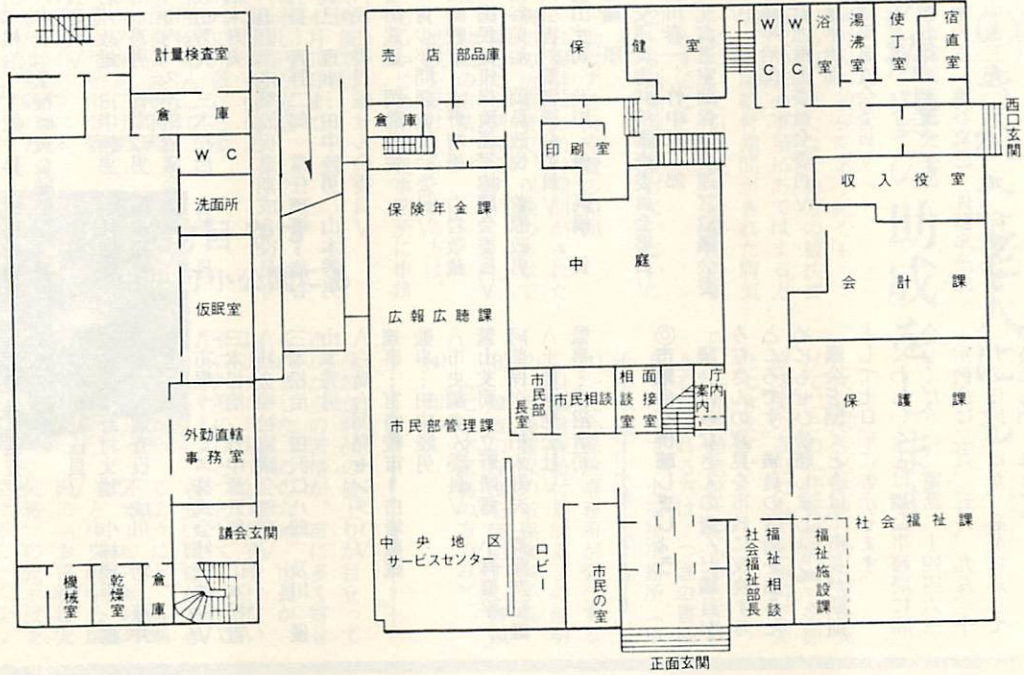 計量検査室
倉庫
WC
洗面所
仮眠室
外勤直轄
事務室
議会玄関
機械室
乾燥室
倉庫
売店
部品庫
倉庫
保険年金課
広報広聴課
市民部管理課
中央地区
サービスセンター
保健室
印刷室
中庭
市民部長室
市民相談
相談室
面接室
庁内案内
ロビー
市民の室
正面玄関
WC
WC
浴室
湯沸室
使丁室
宿直室
西口玄関
収入役室
会計課
保護課
社会福祉課
社会福祉部長
福祉相談
福祉施設課